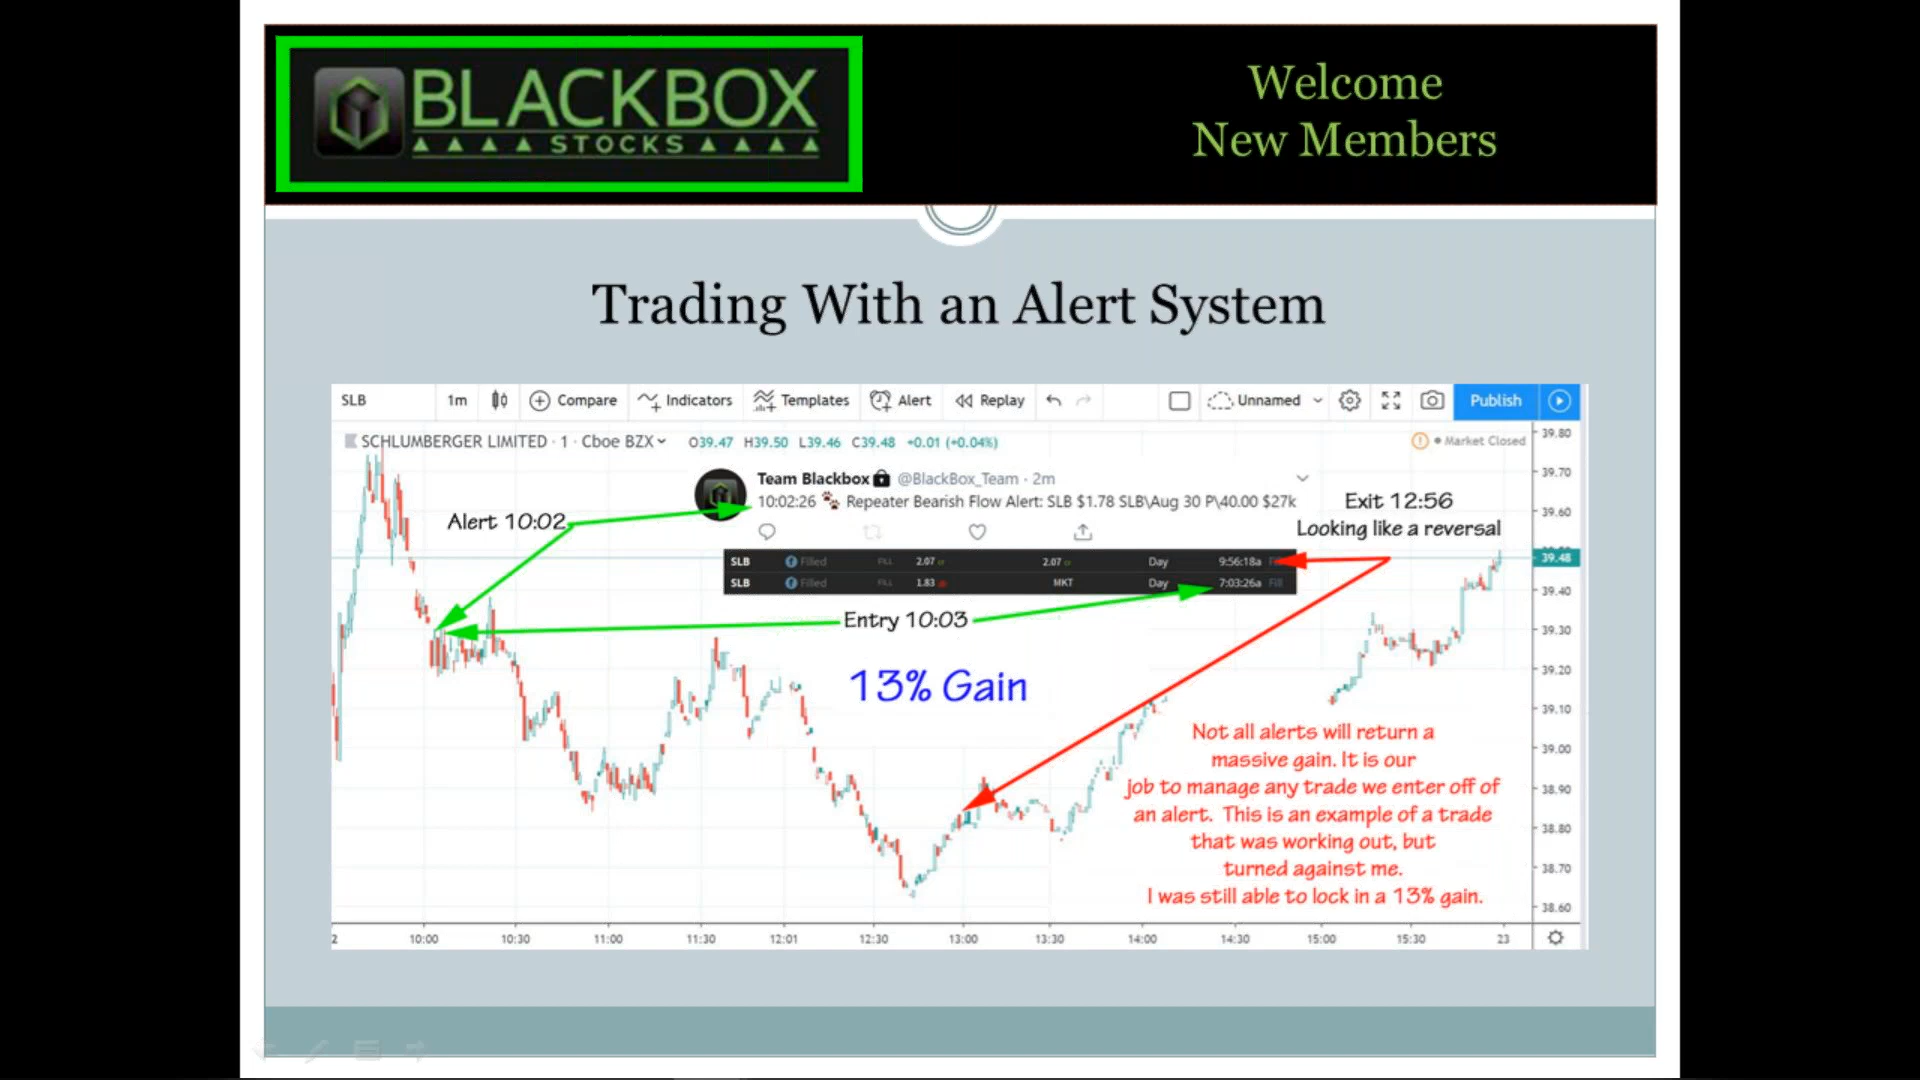 BLACKBOX
STOCKS
Welcome
New Members
Trading With an Alert System
SLB 1m Compare Indicators Templates Alert Replay Unnamed Publish
SCHLUMBERGER LIMITED · 1 · Cboe BZX O39.47 H39.50 L39.46 C39.48 +0.01 (+0.04%) Market Closed
Team Blackbox @BlackBox_Team · 2m
10:02:26 Repeater Bearish Flow Alert: SLB $1.78 SLB\Aug 30 P\40.00 $27k
Alert 10:02
Exit 12:56
Looking like a reversal
SLB Filled FILL 2.07 2.07 Day 9:56:18a
SLB Filled FILL 1.83 MKT Day 7:03:26a Fill
Entry 10:03
13% Gain
Not all alerts will return a
massive gain. It is our
job to manage any trade we enter off of
an alert. This is an example of a trade
that was working out, but
turned against me.
I was still able to lock in a 13% gain.
39.80
39.70
39.60
39.48
39.40
39.30
39.20
39.10
39.00
38.90
38.80
38.70
38.60
2 10:00 10:30 11:00 11:30 12:01 12:30 13:00 13:30 14:00 14:30 15:00 15:30 23